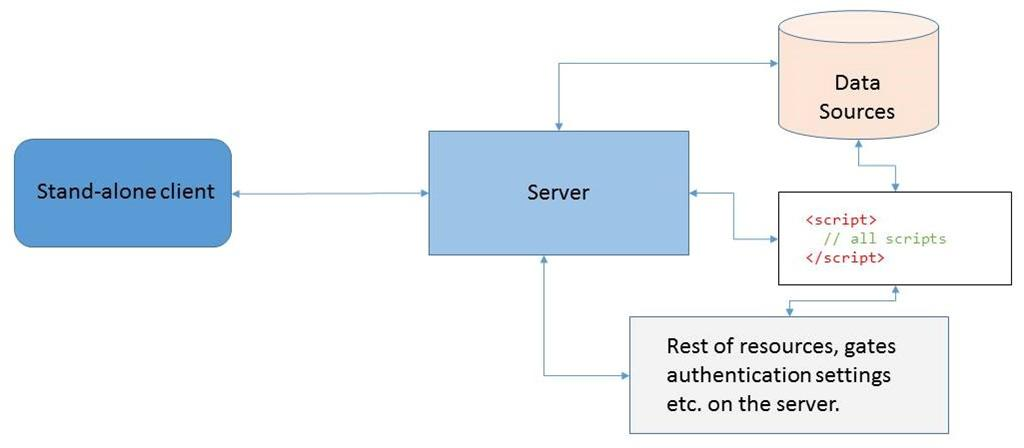 Data
Sources
Stand-alone client
Server
<script>
// all scripts
</script>
Rest of resources, gates
authentication settings
etc. on the server.